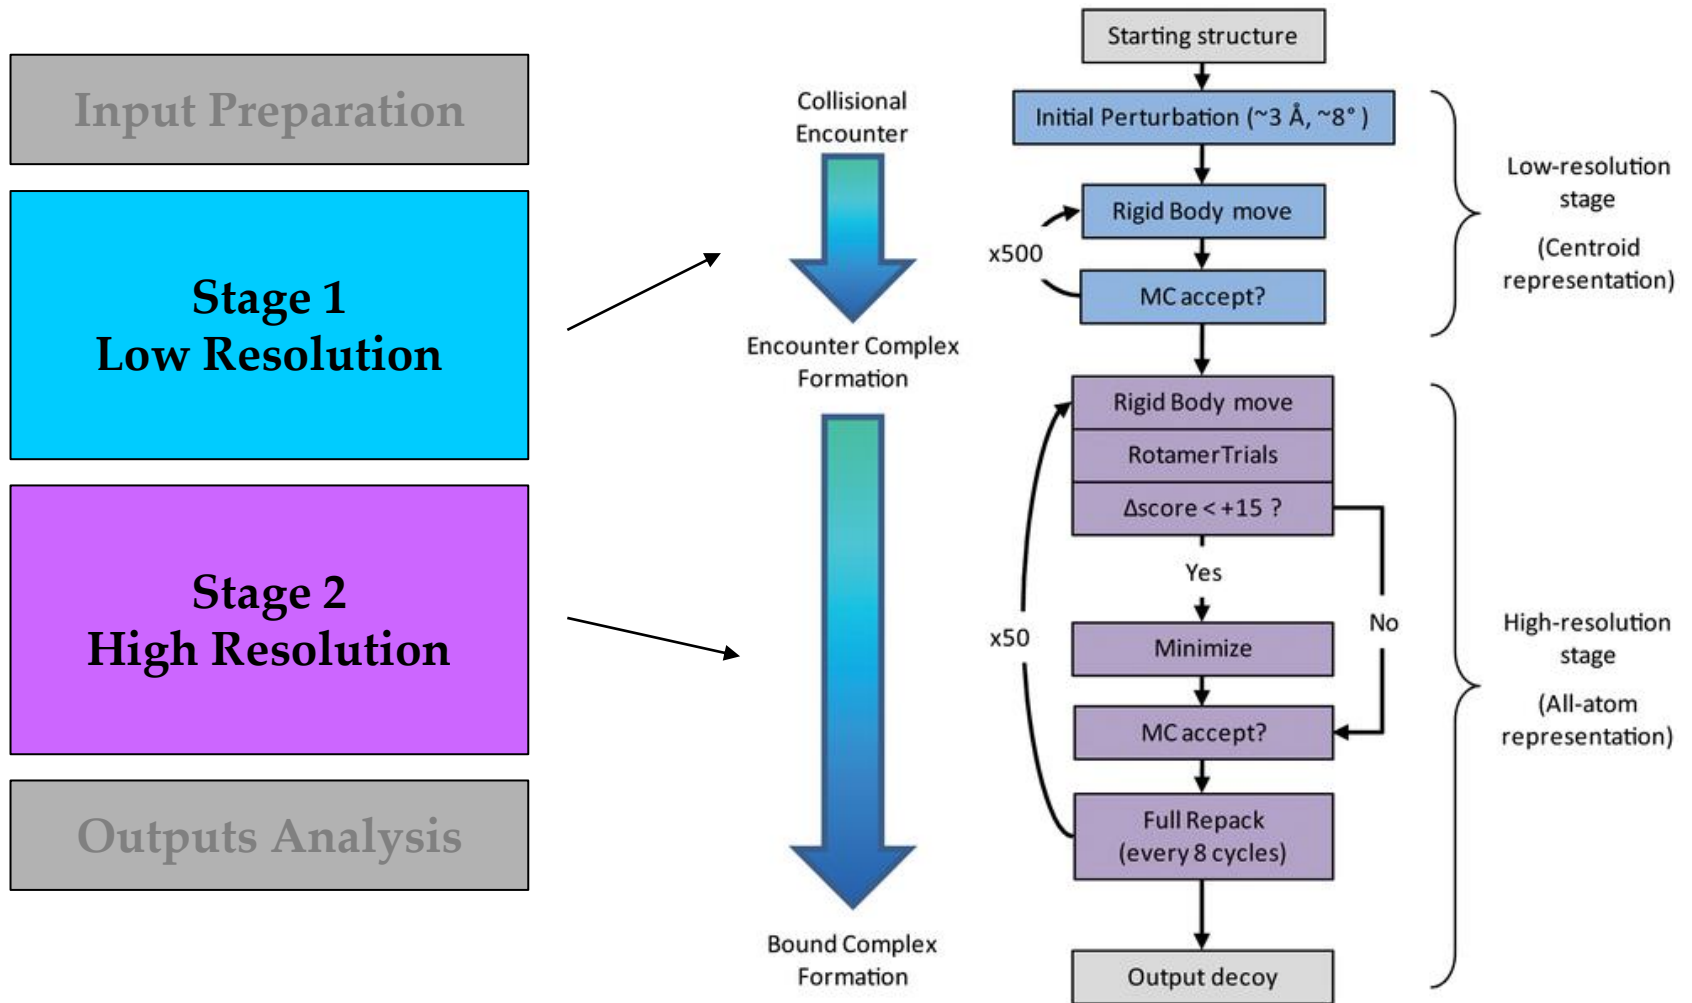 Input Preparation
Stage 1
Low Resolution
Stage 2
High Resolution
Outputs Analysis
Collisional
Encounter
Encounter Complex
Formation
Bound Complex
Formation
Starting structure
Initial Perturbation (~3 Å, ~8° )
Rigid Body move
x500
MC accept?
Rigid Body move
RotamerTrials
Δscore < +15 ?
Yes
No
x50
Minimize
MC accept?
Full Repack
(every 8 cycles)
Output decoy
Low-resolution
stage
(Centroid
representation)
High-resolution
stage
(All-atom
representation)